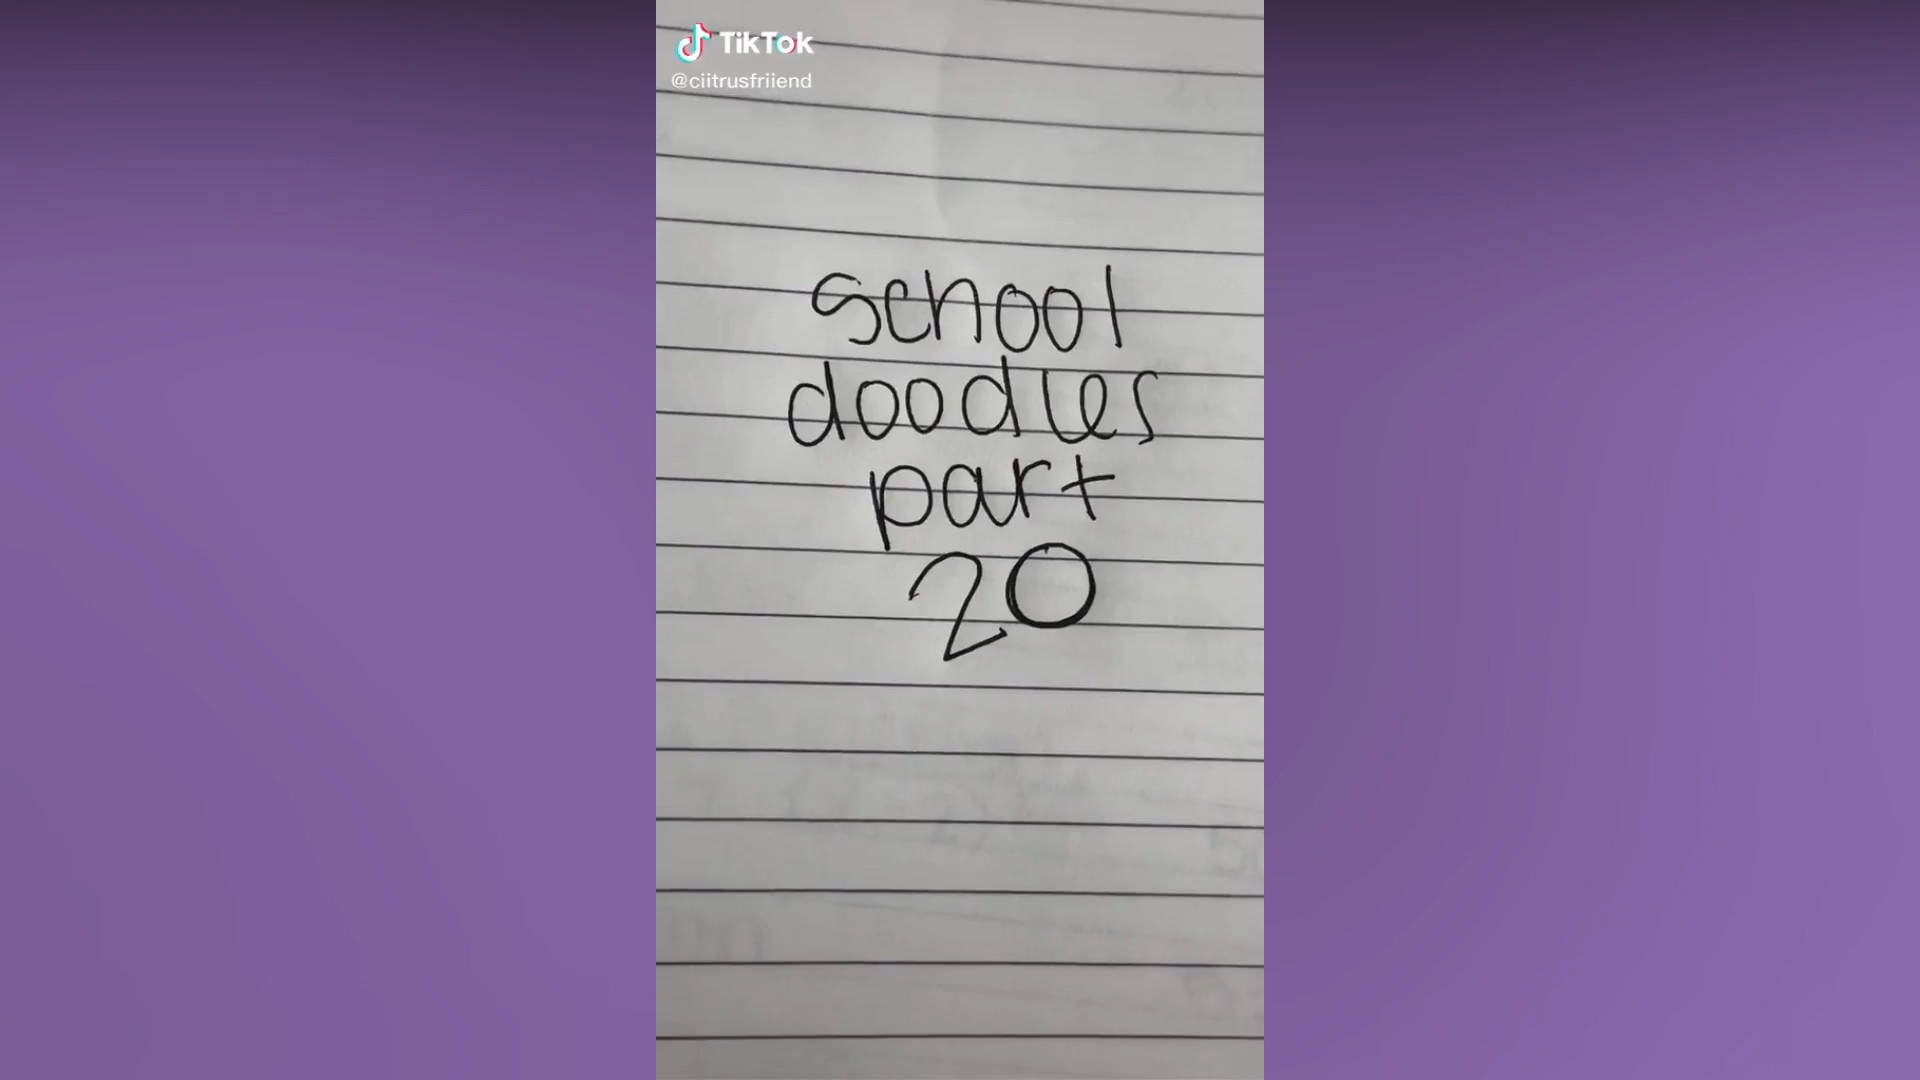 TikTok
@ciitrusfriiend
school
doodles
part
20